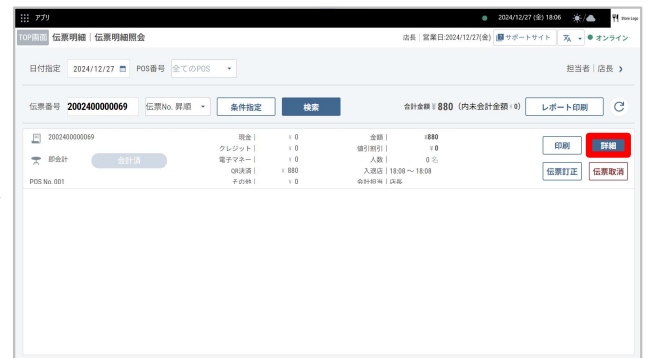 アプリ 2024/12/27 (金) 18:06 Store Logo
TOP画面 伝票明細｜伝票明細照会 店長｜営業日:2024/12/27(金) サポートサイト オンライン
日付指定 2024/12/27 POS番号 全てのPOS 担当者｜店長
伝票番号 2002400000069 伝票No. 昇順 条件指定 検索 合計金額 ¥ 880（内未会計金額 ¥ 0） レポート印刷
2002400000069 現金｜ ¥ 0 金額｜ ¥880
クレジット｜ ¥ 0 値引割引｜ ¥ 0 印刷 詳細
即会計 会計済 電子マネー｜ ¥ 0 人数｜ 0 名
QR決済｜ ¥ 880 入退店｜18:08 ～ 18:08 伝票訂正 伝票取消
POS No. 001 その他｜ ¥ 0 会計担当｜店長